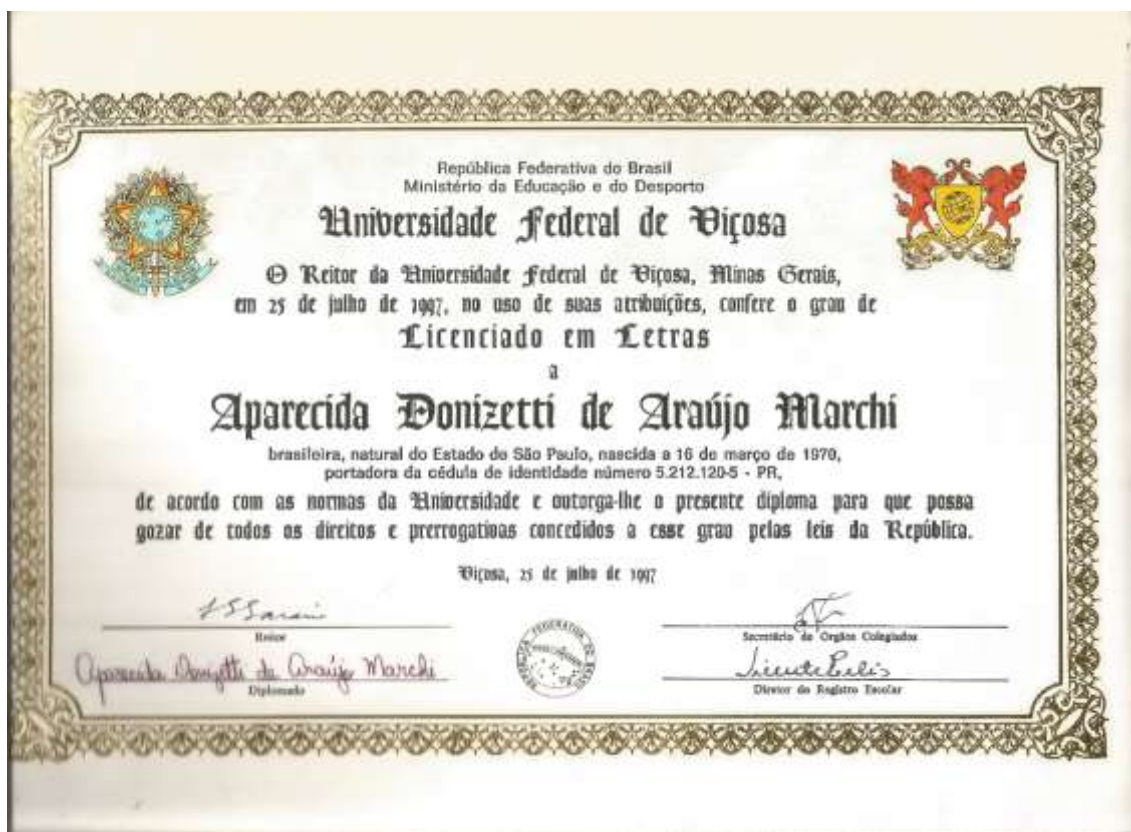 República Federativa do Brasil
Ministério da Educação e do Desporto
Universidade Federal de Viçosa
O Reitor da Universidade Federal de Viçosa, Minas Gerais,
em 25 de julho de 1997, no uso de suas atribuições, confere o grau de
Licenciado em Letras
a
Aparecida Donizetti de Araújo Marchi
brasileira, natural do Estado de São Paulo, nascida a 16 de março de 1970,
portadora da cédula de identidade número 5.212.120-5 - PR,
de acordo com as normas da Universidade e outorga-lhe o presente diploma para que possa
gozar de todos os direitos e prerrogativas concedidos a esse grau pelas leis da República.
Viçosa, 25 de julho de 1997
Reitor
Secretário de Órgãos Colegiados
Aparecida Donizetti de Araújo Marchi
Diplomado
Diretor do Registro Escolar